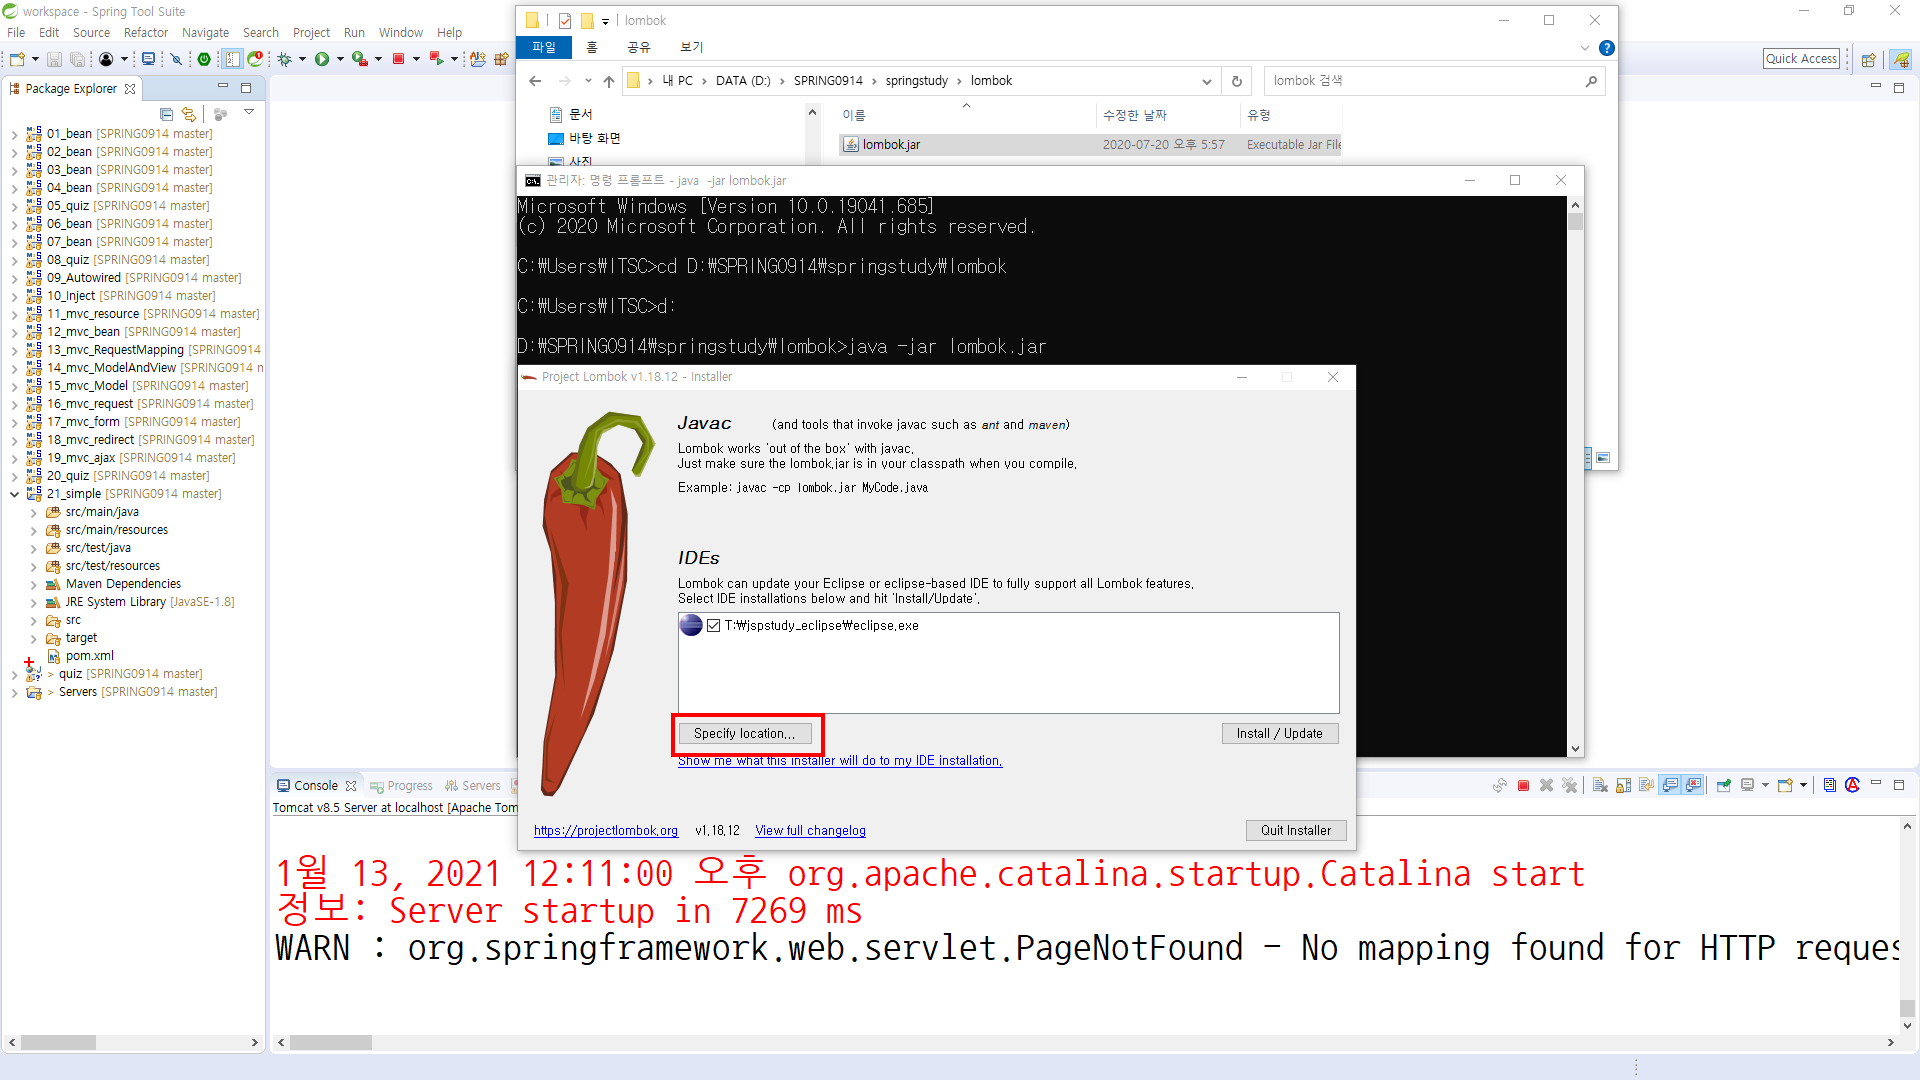 workspace - Spring Tool Suite
File Edit Source Refactor Navigate Search Project Run Window Help
Quick Access
Package Explorer
01_bean [SPRING0914 master]
02_bean [SPRING0914 master]
03_bean [SPRING0914 master]
04_bean [SPRING0914 master]
05_quiz [SPRING0914 master]
06_bean [SPRING0914 master]
07_bean [SPRING0914 master]
08_quiz [SPRING0914 master]
09_Autowired [SPRING0914 master]
10_Inject [SPRING0914 master]
11_mvc_resource [SPRING0914 master]
12_mvc_bean [SPRING0914 master]
13_mvc_RequestMapping [SPRING0914
14_mvc_ModelAndView [SPRING0914 m
15_mvc_Model [SPRING0914 master]
16_mvc_request [SPRING0914 master]
17_mvc_form [SPRING0914 master]
18_mvc_redirect [SPRING0914 master]
19_mvc_ajax [SPRING0914 master]
20_quiz [SPRING0914 master]
21_simple [SPRING0914 master]
src/main/java
src/main/resources
src/test/java
src/test/resources
Maven Dependencies
JRE System Library [JavaSE-1.8]
src
target
pom.xml
> quiz [SPRING0914 master]
> Servers [SPRING0914 master]
lombok
파일 홈 공유 보기
내 PC > DATA (D:) > SPRING0914 > springstudy > lombok
lombok 검색
문서
바탕 화면
사진
이름 수정한 날짜 유형
lombok.jar 2020-07-20 오후 5:57 Executable Jar File
관리자: 명령 프롬프트 - java -jar lombok.jar
Microsoft Windows [Version 10.0.19041.685]
(c) 2020 Microsoft Corporation. All rights reserved.
C:₩Users₩ITSC>cd D:₩SPRING0914₩springstudy₩lombok
C:₩Users₩ITSC>d:
D:₩SPRING0914₩springstudy₩lombok>java -jar lombok.jar
Project Lombok v1.18.12 - Installer
Javac (and tools that invoke javac such as ant and maven)
Lombok works 'out of the box' with javac.
Just make sure the lombok.jar is in your classpath when you compile.
Example: javac -cp lombok.jar MyCode.java
IDEs
Lombok can update your Eclipse or eclipse-based IDE to fully support all Lombok features.
Select IDE installations below and hit 'Install/Update'.
T:₩jspstudy_eclipse₩eclipse.exe
Specify location...
Install / Update
Show me what this installer will do to my IDE installation.
https://projectlombok.org v1.18.12 View full changelog
Quit Installer
Console Progress Servers
Tomcat v8.5 Server at localhost [Apache Tom
1월 13, 2021 12:11:00 오후 org.apache.catalina.startup.Catalina start
정보: Server startup in 7269 ms
WARN : org.springframework.web.servlet.PageNotFound - No mapping found for HTTP reques